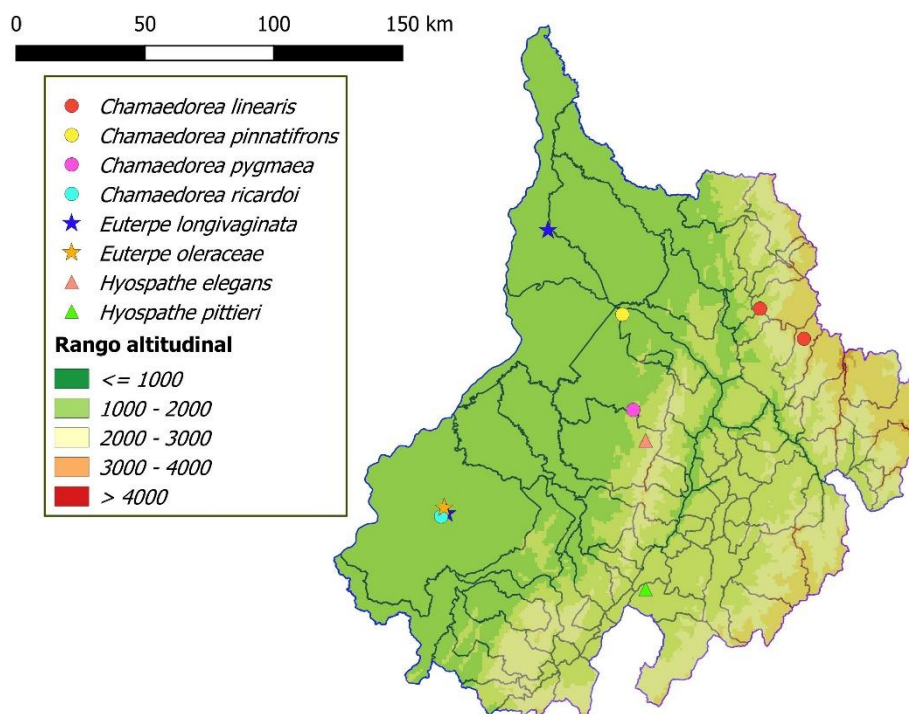 0 50 100 150 km
Chamaedorea linearis
Chamaedorea pinnatifrons
Chamaedorea pygmaea
Chamaedorea ricardoi
Euterpe longivaginata
Euterpe oleraceae
Hyospathe elegans
Hyospathe pittieri
Rango altitudinal
<= 1000
1000 - 2000
2000 - 3000
3000 - 4000
> 4000